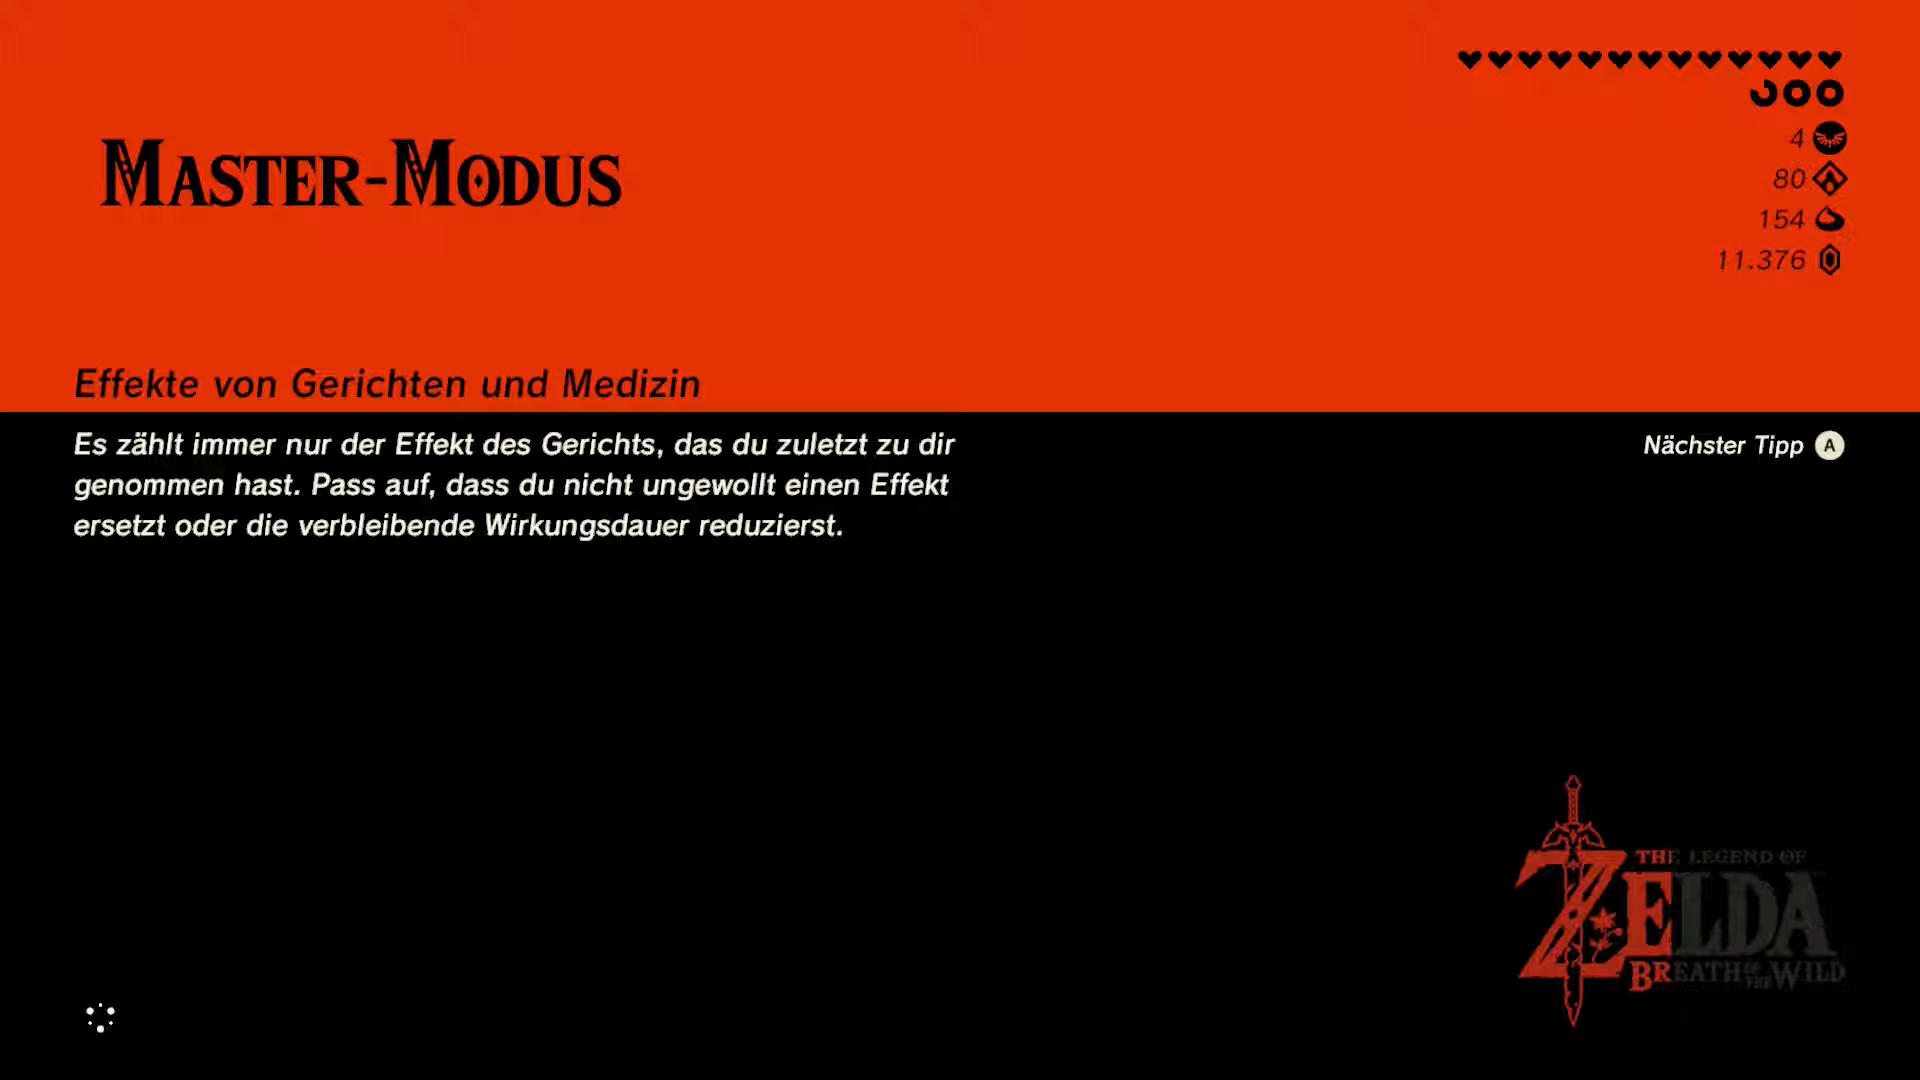 MASTER-MODUS
4
80
154
11.376
Effekte von Gerichten und Medizin
Es zählt immer nur der Effekt des Gerichts, das du zuletzt zu dir
genommen hast. Pass auf, dass du nicht ungewollt einen Effekt
ersetzt oder die verbleibende Wirkungsdauer reduzierst.
Nächster Tipp A
THE LEGEND OF
ZELDA
BREATH OF THE WILD